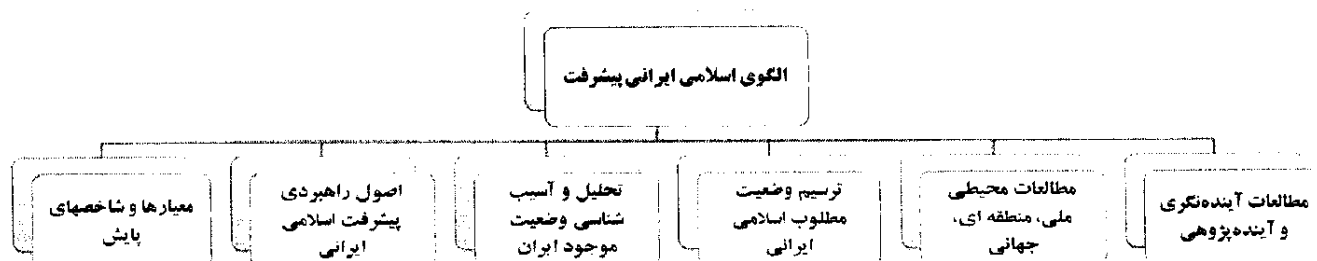 الگوی اسلامی ایرانی پیشرفت
مطالعات آینده‌نگری
و آینده‌پژوهی
مطالعات محیطی
ملی، منطقه ای،
جهانی
ترسیم وضعیت
مطلوب اسلامی
ایرانی
تحلیل و آسیب
شناسی وضعیت
موجود ایران
اصول راهبردی
پیشرفت اسلامی
ایرانی
معیارها و شاخصهای
پایش